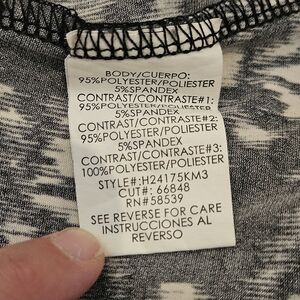 BODY/CUERPO:
95%POLYESTER/POLIESTER
5%SPANDEX
CONTRAST/CONTRASTE#1:
95%POLYESTER/POLIESTER
5%SPANDEX
CONTRAST/CONTRASTE#2:
95%POLYESTER/POLIESTER
5%SPANDEX
CONTRAST/CONTRASTE#3:
100%POLYESTER/POLIESTER
STYLE#:H24175KM3
CUT#: 66848
RN#58539
SEE REVERSE FOR CARE
INSTRUCCIONES AL
REVERSO